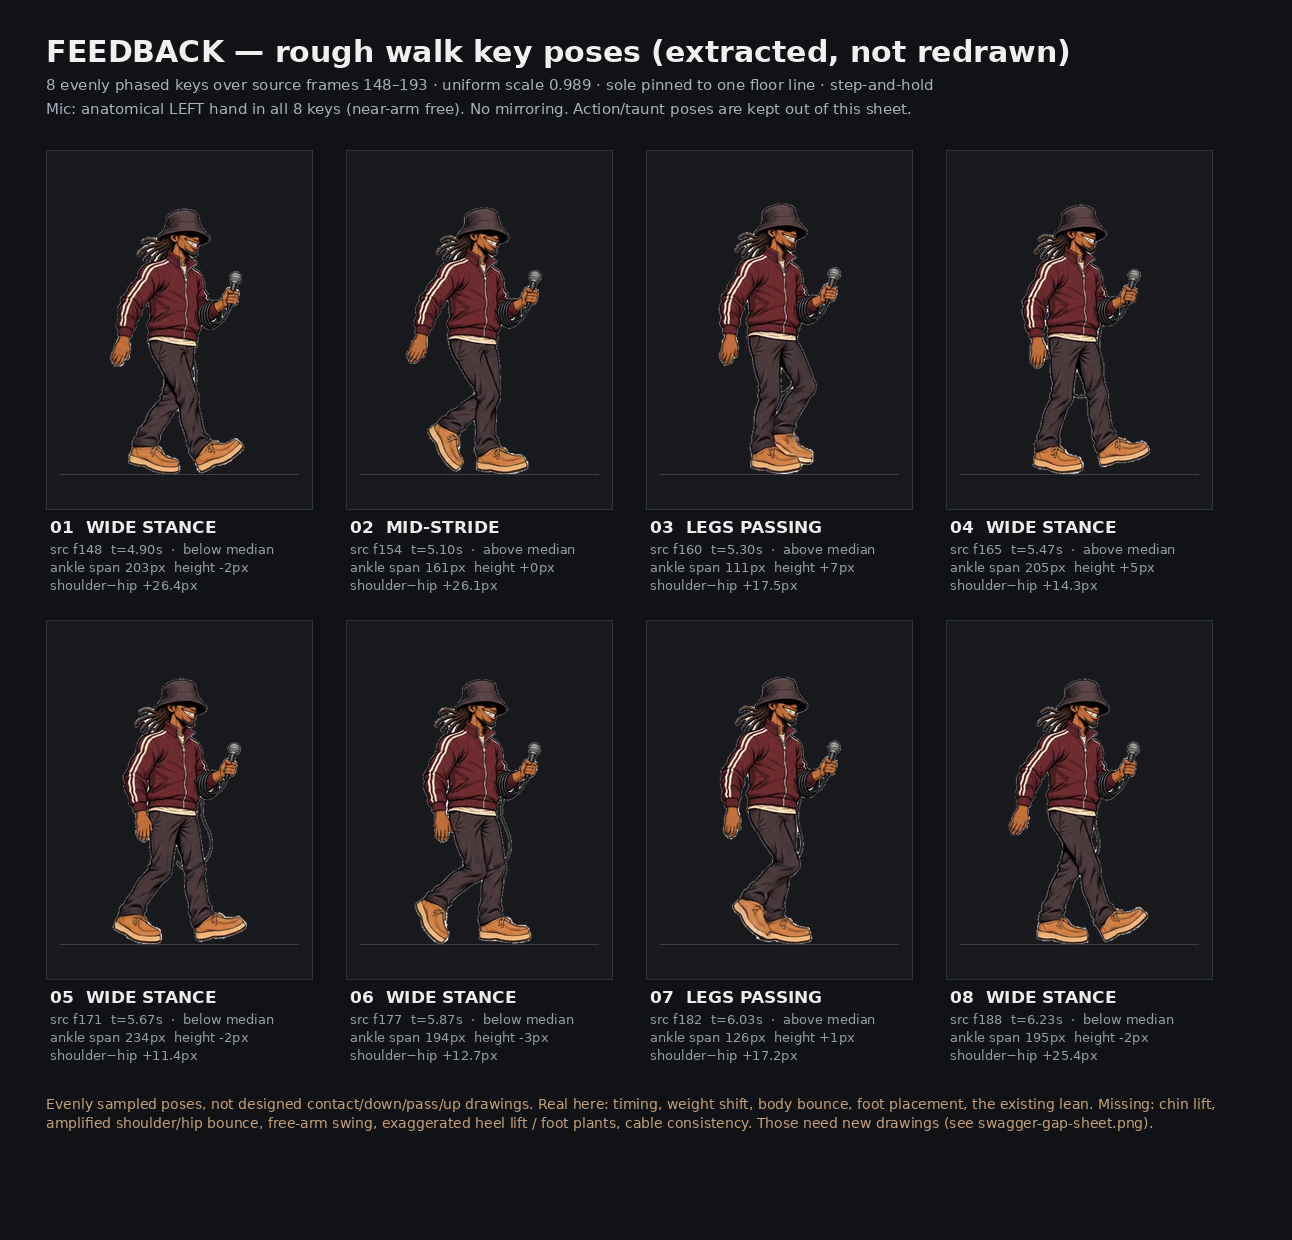 FEEDBACK — rough walk key poses (extracted, not redrawn)
8 evenly phased keys over source frames 148–193 · uniform scale 0.989 · sole pinned to one floor line · step-and-hold
Mic: anatomical LEFT hand in all 8 keys (near-arm free). No mirroring. Action/taunt poses are kept out of this sheet.
01 WIDE STANCE
src f148 t=4.90s · below median
ankle span 203px height -2px
shoulder−hip +26.4px
02 MID-STRIDE
src f154 t=5.10s · above median
ankle span 161px height +0px
shoulder−hip +26.1px
03 LEGS PASSING
src f160 t=5.30s · above median
ankle span 111px height +7px
shoulder−hip +17.5px
04 WIDE STANCE
src f165 t=5.47s · above median
ankle span 205px height +5px
shoulder−hip +14.3px
05 WIDE STANCE
src f171 t=5.67s · below median
ankle span 234px height -2px
shoulder−hip +11.4px
06 WIDE STANCE
src f177 t=5.87s · below median
ankle span 194px height -3px
shoulder−hip +12.7px
07 LEGS PASSING
src f182 t=6.03s · above median
ankle span 126px height +1px
shoulder−hip +17.2px
08 WIDE STANCE
src f188 t=6.23s · below median
ankle span 195px height -2px
shoulder−hip +25.4px
Evenly sampled poses, not designed contact/down/pass/up drawings. Real here: timing, weight shift, body bounce, foot placement, the existing lean. Missing: chin lift,
amplified shoulder/hip bounce, free-arm swing, exaggerated heel lift / foot plants, cable consistency. Those need new drawings (see swagger-gap-sheet.png).